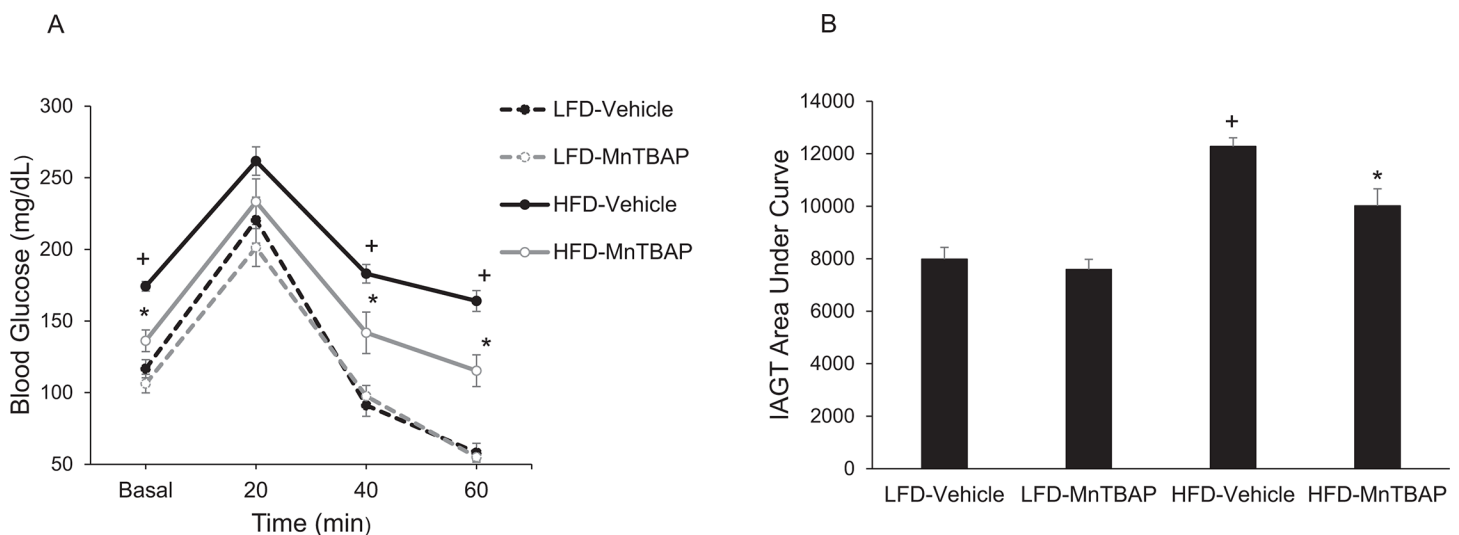 A
B
300
250
200
150
100
50
Blood Glucose (mg/dL)
Basal 20 40 60
Time (min)
LFD-Vehicle
LFD-MnTBAP
HFD-Vehicle
HFD-MnTBAP
+
*
+
*
+
*
14000
12000
10000
8000
6000
4000
2000
0
IAGT Area Under Curve
+
*
LFD-Vehicle LFD-MnTBAP HFD-Vehicle HFD-MnTBAP